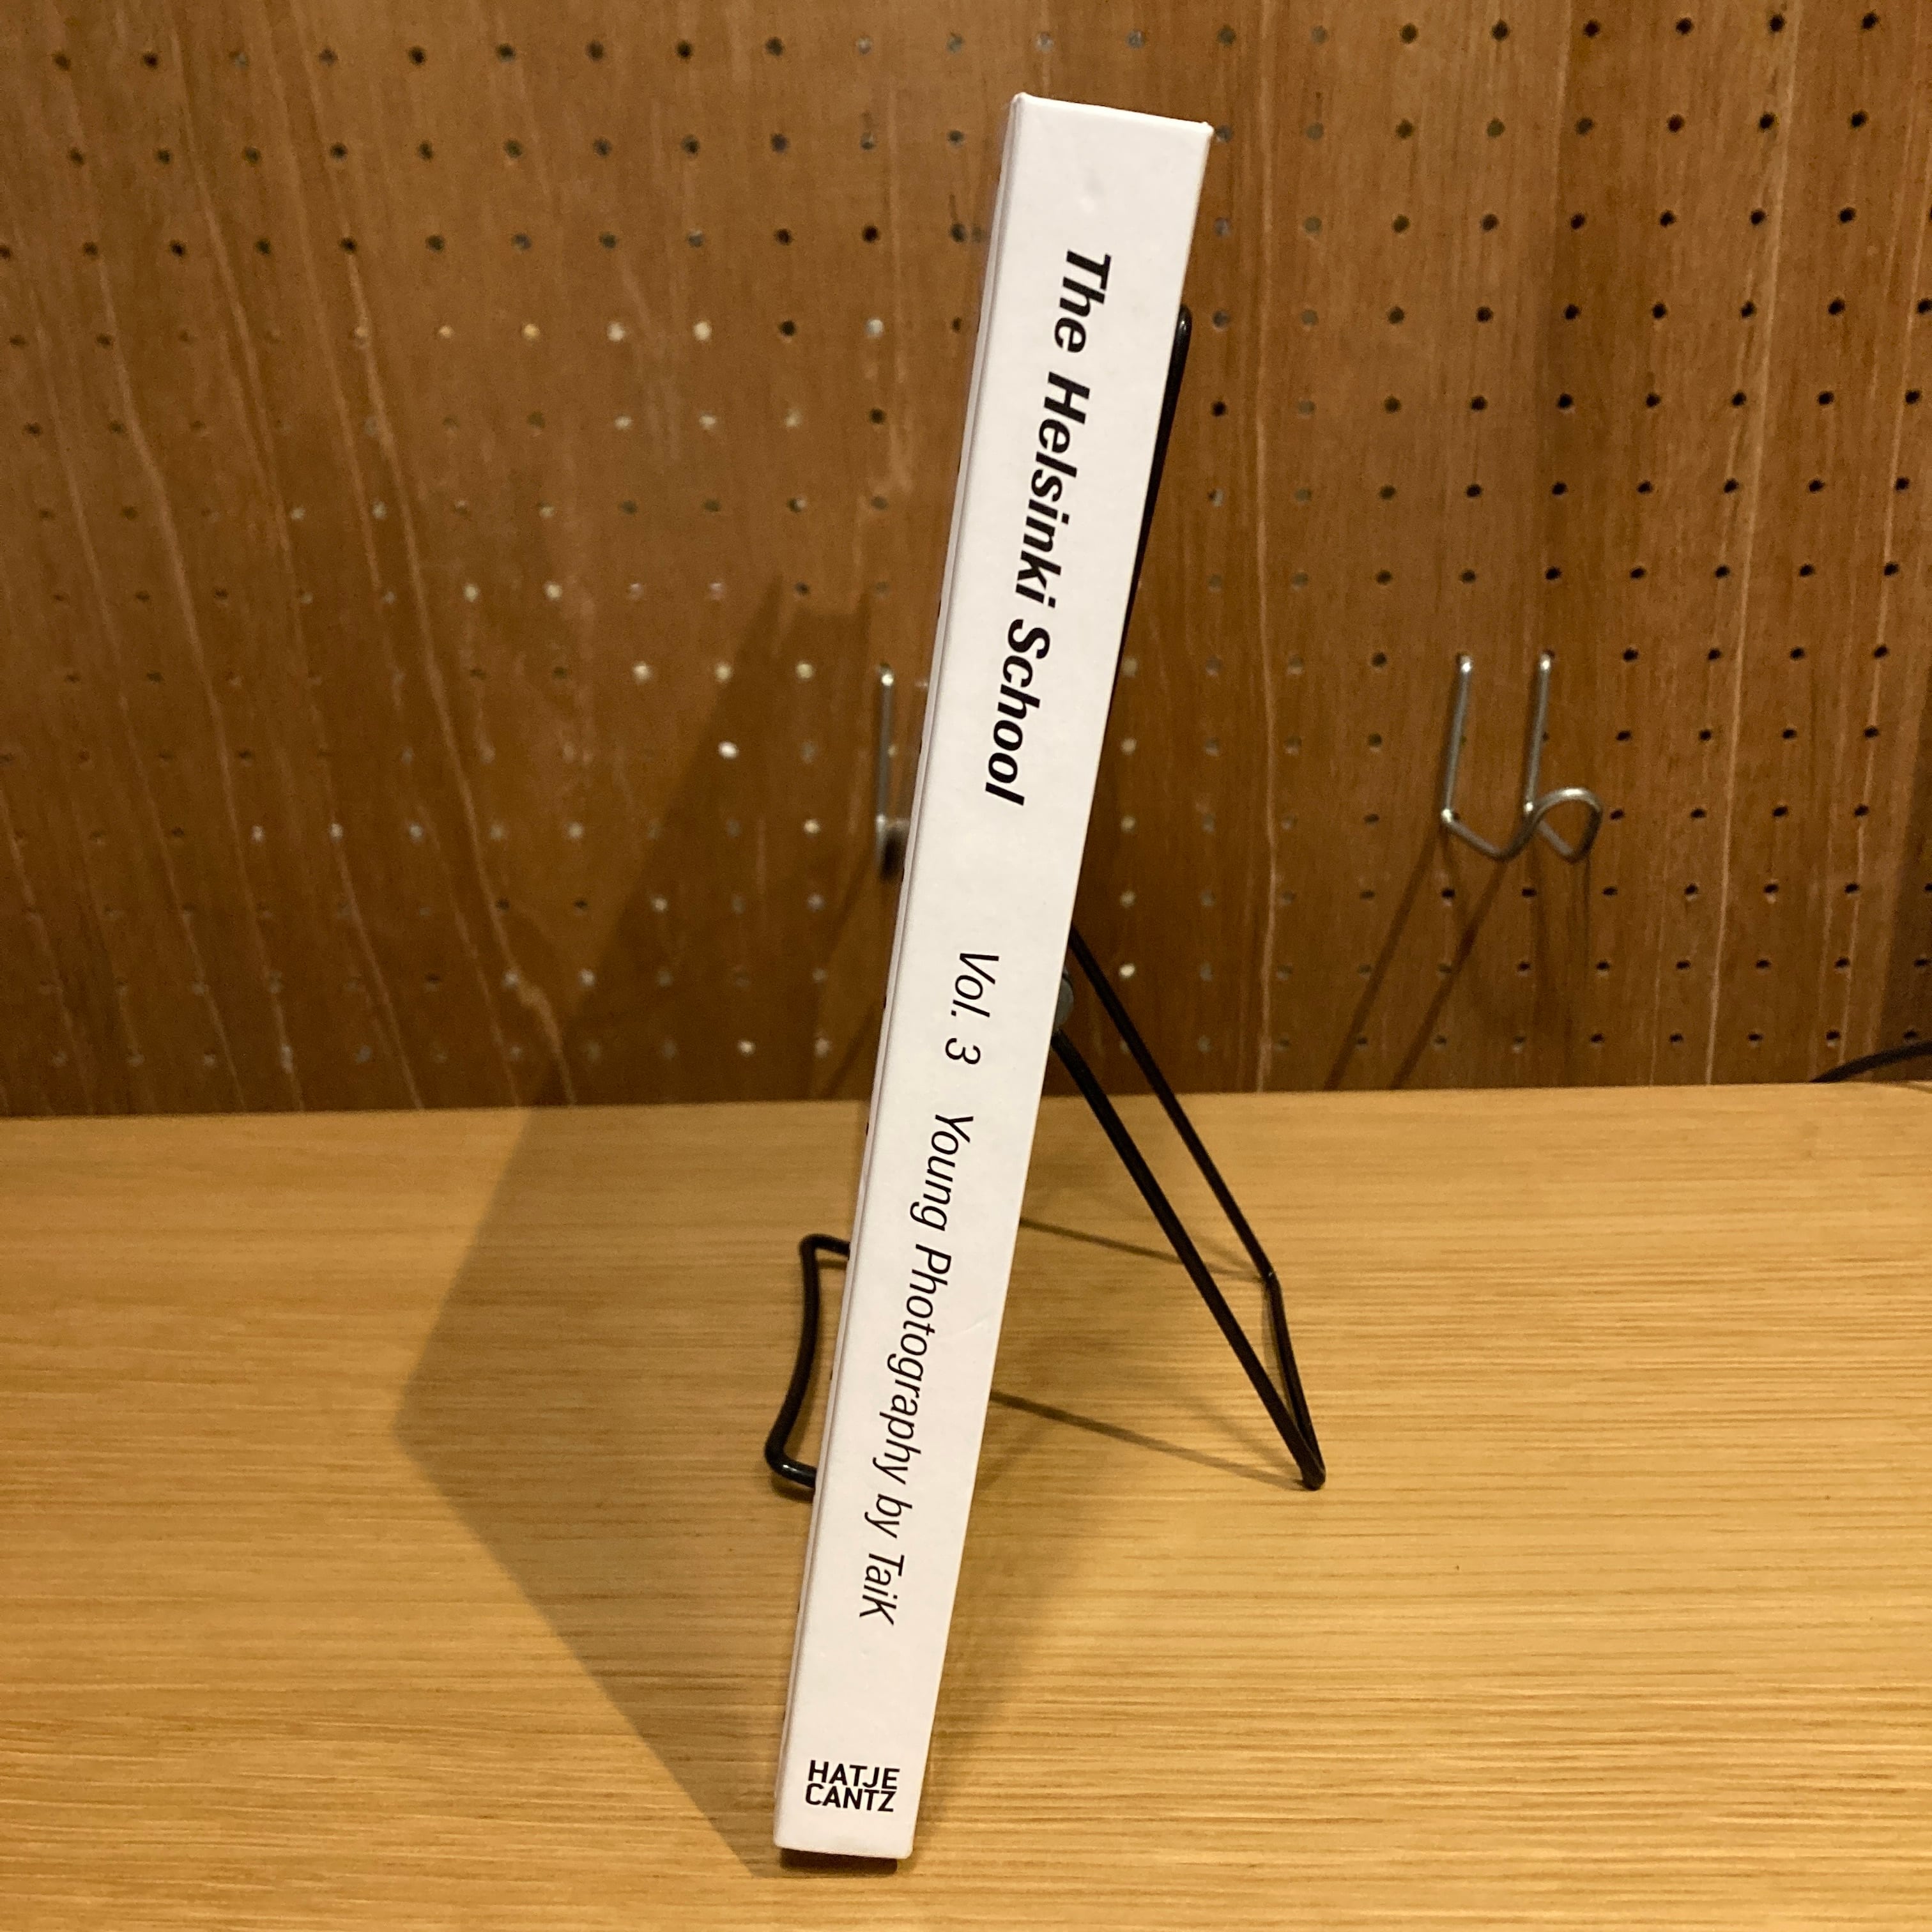 The Helsinki School
Vol. 3 Young Photography by TaiK
HATJE
CANTZ